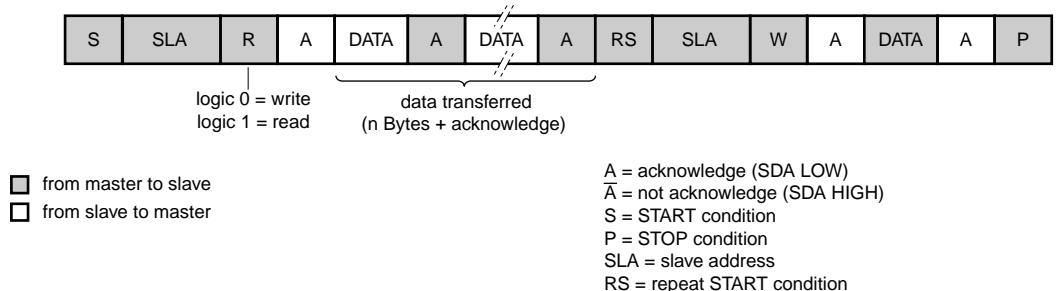 S SLA R A DATA A DATA A RS SLA W A DATA A P
logic 0 = write
logic 1 = read
data transferred
(n Bytes + acknowledge)
from master to slave
from slave to master
A = acknowledge (SDA LOW)
A̅ = not acknowledge (SDA HIGH)
S = START condition
P = STOP condition
SLA = slave address
RS = repeat START condition